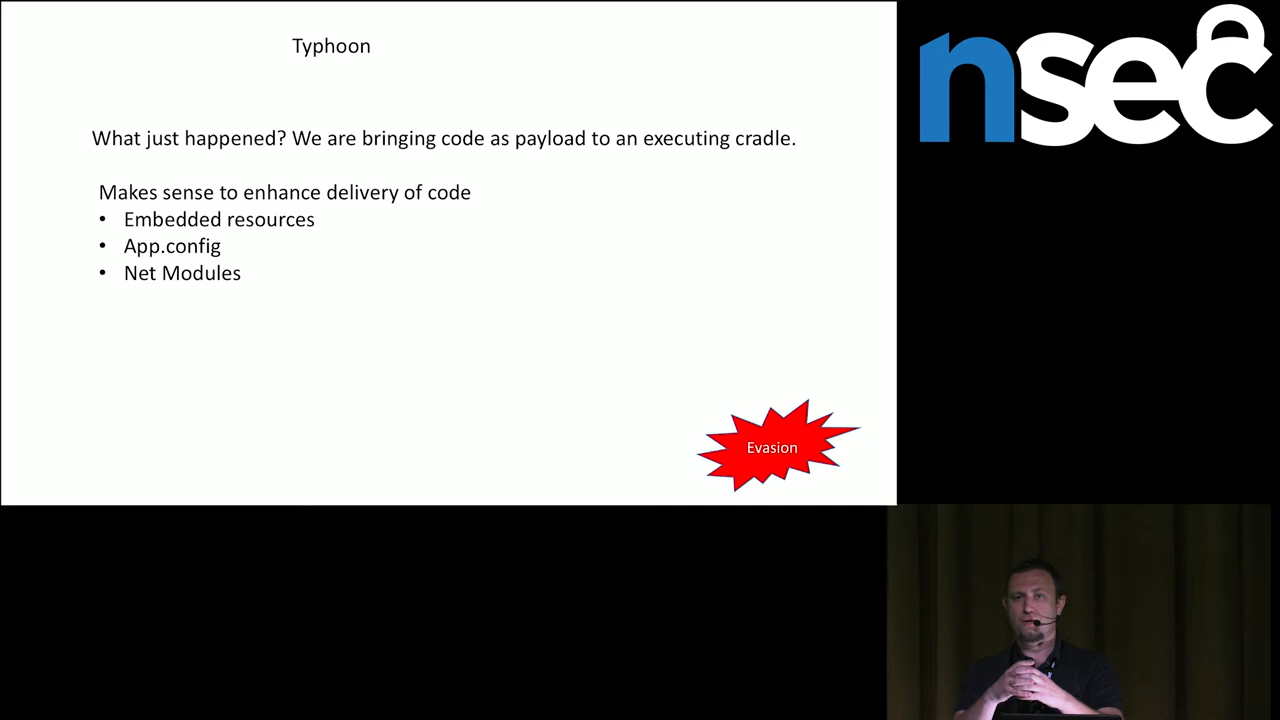 Typhoon
nsec
What just happened? We are bringing code as payload to an executing cradle.
Makes sense to enhance delivery of code
• Embedded resources
• App.config
• Net Modules
Evasion